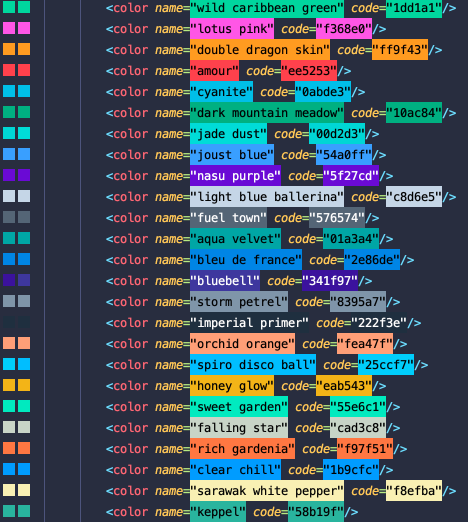 <color name="wild caribbean green" code="1dd1a1"/>
<color name="lotus pink" code="f368e0"/>
<color name="double dragon skin" code="ff9f43"/>
<color name="amour" code="ee5253"/>
<color name="cyanite" code="0abde3"/>
<color name="dark mountain meadow" code="10ac84"/>
<color name="jade dust" code="00d2d3"/>
<color name="joust blue" code="54a0ff"/>
<color name="nasu purple" code="5f27cd"/>
<color name="light blue ballerina" code="c8d6e5"/>
<color name="fuel town" code="576574"/>
<color name="aqua velvet" code="01a3a4"/>
<color name="bleu de france" code="2e86de"/>
<color name="bluebell" code="341f97"/>
<color name="storm petrel" code="8395a7"/>
<color name="imperial primer" code="222f3e"/>
<color name="orchid orange" code="fea47f"/>
<color name="spiro disco ball" code="25ccf7"/>
<color name="honey glow" code="eab543"/>
<color name="sweet garden" code="55e6c1"/>
<color name="falling star" code="cad3c8"/>
<color name="rich gardenia" code="f97f51"/>
<color name="clear chill" code="1b9cfc"/>
<color name="sarawak white pepper" code="f8efba"/>
<color name="keppel" code="58b19f"/>